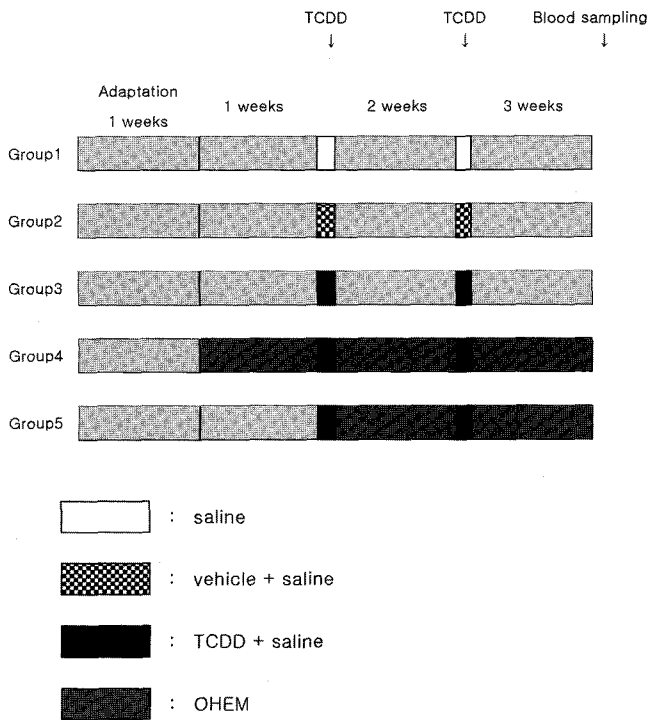 TCDD TCDD Blood sampling
↓ ↓ ↓
Adaptation
1 weeks 1 weeks 2 weeks 3 weeks
Group1
Group2
Group3
Group4
Group5
: saline
: vehicle + saline
: TCDD + saline
: OHEM